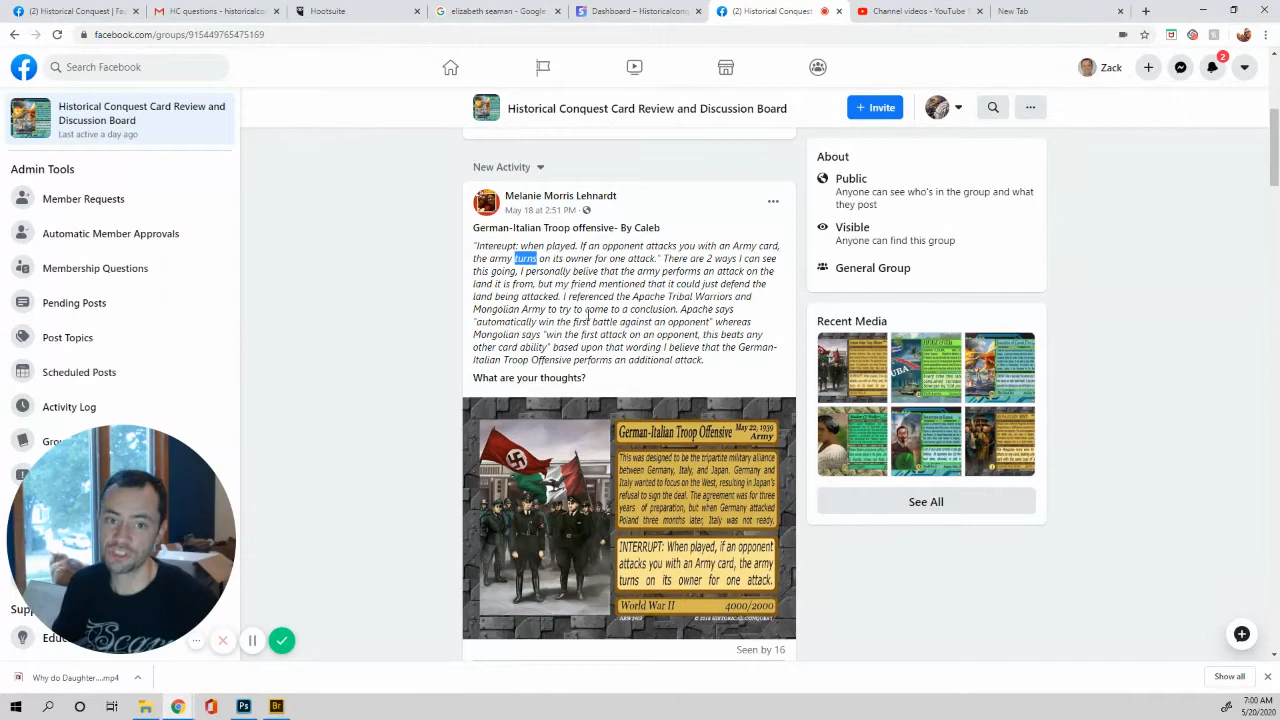 (2) Historical Conquest | Fac
HC questions - historicalco
Hootsuite
elizabeth seaman - Google
Dashboard – Historicalcong
(2) Historical Conquest
Channel videos - YouTube
New Tab
facebook.com/groups/915449765475169
Search Facebook
Zack
2
Historical Conquest Card Review and
Discussion Board
Last active a day ago
Historical Conquest Card Review and Discussion Board
+ Invite
Admin Tools
Member Requests
Automatic Member Approvals
Membership Questions
Pending Posts
Post Topics
Scheduled Posts
Activity Log
New Activity
Melanie Morris Lehnardt
May 18 at 2:51 PM ·
German-Italian Troop offensive- By Caleb
"Intereupt: when played. If an opponent attacks you with an Army card,
the army turns on its owner for one attack." There are 2 ways I can see
this going, I personally belive that the army performs an attack on the
land it is from, but my friend mentioned that it could just defend the
land being attacked. I referenced the Apache Tribal Warriors and
Mongolian Army to try to come to a conclusion. Apache says
"automatically win the first battle against an opponent" whereas
Mongolian says "win the first attack on an opponent, this beats any
other card ability" based upon that wording I believe that the German-
Italian Troop Offensive performs an additional attack.
What are your thoughts?
German-Italian Troop Offensive
May 22, 1939
Army
This was designed to be the tripartite military alliance
between Germany, Italy, and Japan. Germany and
Italy wanted to focus on the West, resulting in Japan's
refusal to sign the deal. The agreement was for three
years of preparation, but when Germany attacked
Poland three months later, Italy was not ready.
INTERRUPT: When played, if an opponent
attacks you with an Army card, the army
turns on its owner for one attack.
World War II
4000/2000
© 2018 HISTORICAL CONQUEST
Seen by 16
About
Public
Anyone can see who's in the group and what
they post
Visible
Anyone can find this group
General Group
Recent Media
See All
Why do Daughter....mp4
Show all
7:00 AM
5/20/2020